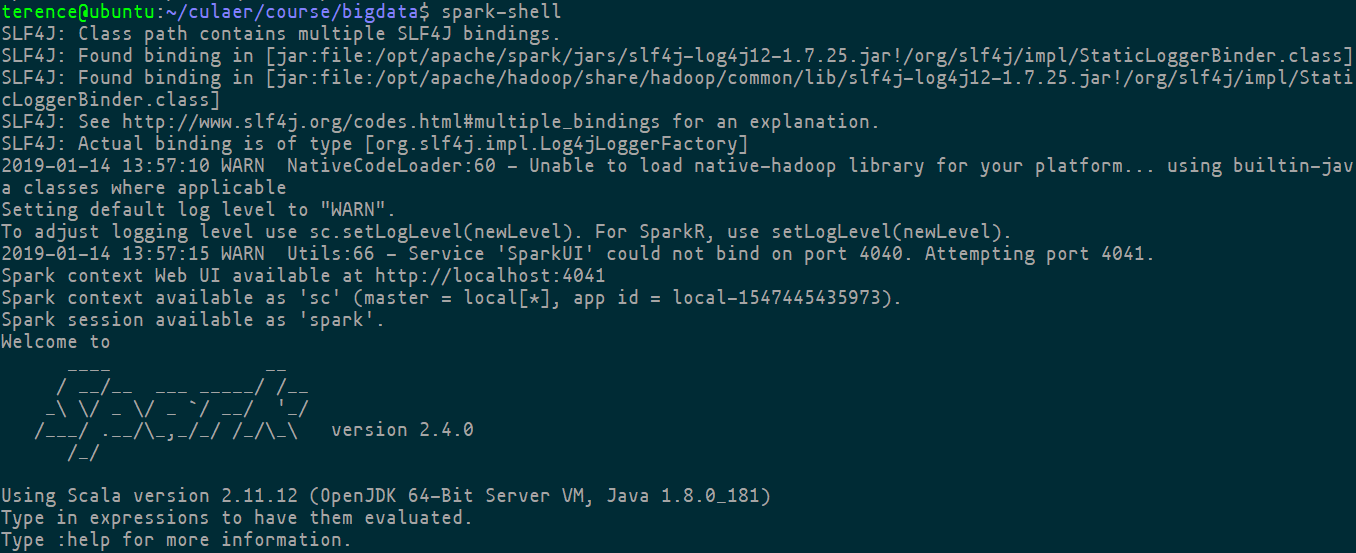 terence@ubuntu:~/culaer/course/bigdata$ spark-shell
SLF4J: Class path contains multiple SLF4J bindings.
SLF4J: Found binding in [jar:file:/opt/apache/spark/jars/slf4j-log4j12-1.7.25.jar!/org/slf4j/impl/StaticLoggerBinder.class]
SLF4J: Found binding in [jar:file:/opt/apache/hadoop/share/hadoop/common/lib/slf4j-log4j12-1.7.25.jar!/org/slf4j/impl/Stati
cLoggerBinder.class]
SLF4J: See http://www.slf4j.org/codes.html#multiple_bindings for an explanation.
SLF4J: Actual binding is of type [org.slf4j.impl.Log4jLoggerFactory]
2019-01-14 13:57:10 WARN  NativeCodeLoader:60 - Unable to load native-hadoop library for your platform... using builtin-jav
a classes where applicable
Setting default log level to "WARN".
To adjust logging level use sc.setLogLevel(newLevel). For SparkR, use setLogLevel(newLevel).
2019-01-14 13:57:15 WARN  Utils:66 - Service 'SparkUI' could not bind on port 4040. Attempting port 4041.
Spark context Web UI available at http://localhost:4041
Spark context available as 'sc' (master = local[*], app id = local-1547445435973).
Spark session available as 'spark'.
Welcome to
      ____              __
     / __/__  ___ _____/ /__
    _\ \/ _ \/ _ `/ __/  '_/
   /___/ .__/\_,_/_/ /_/\_\   version 2.4.0
      /_/
Using Scala version 2.11.12 (OpenJDK 64-Bit Server VM, Java 1.8.0_181)
Type in expressions to have them evaluated.
Type :help for more information.